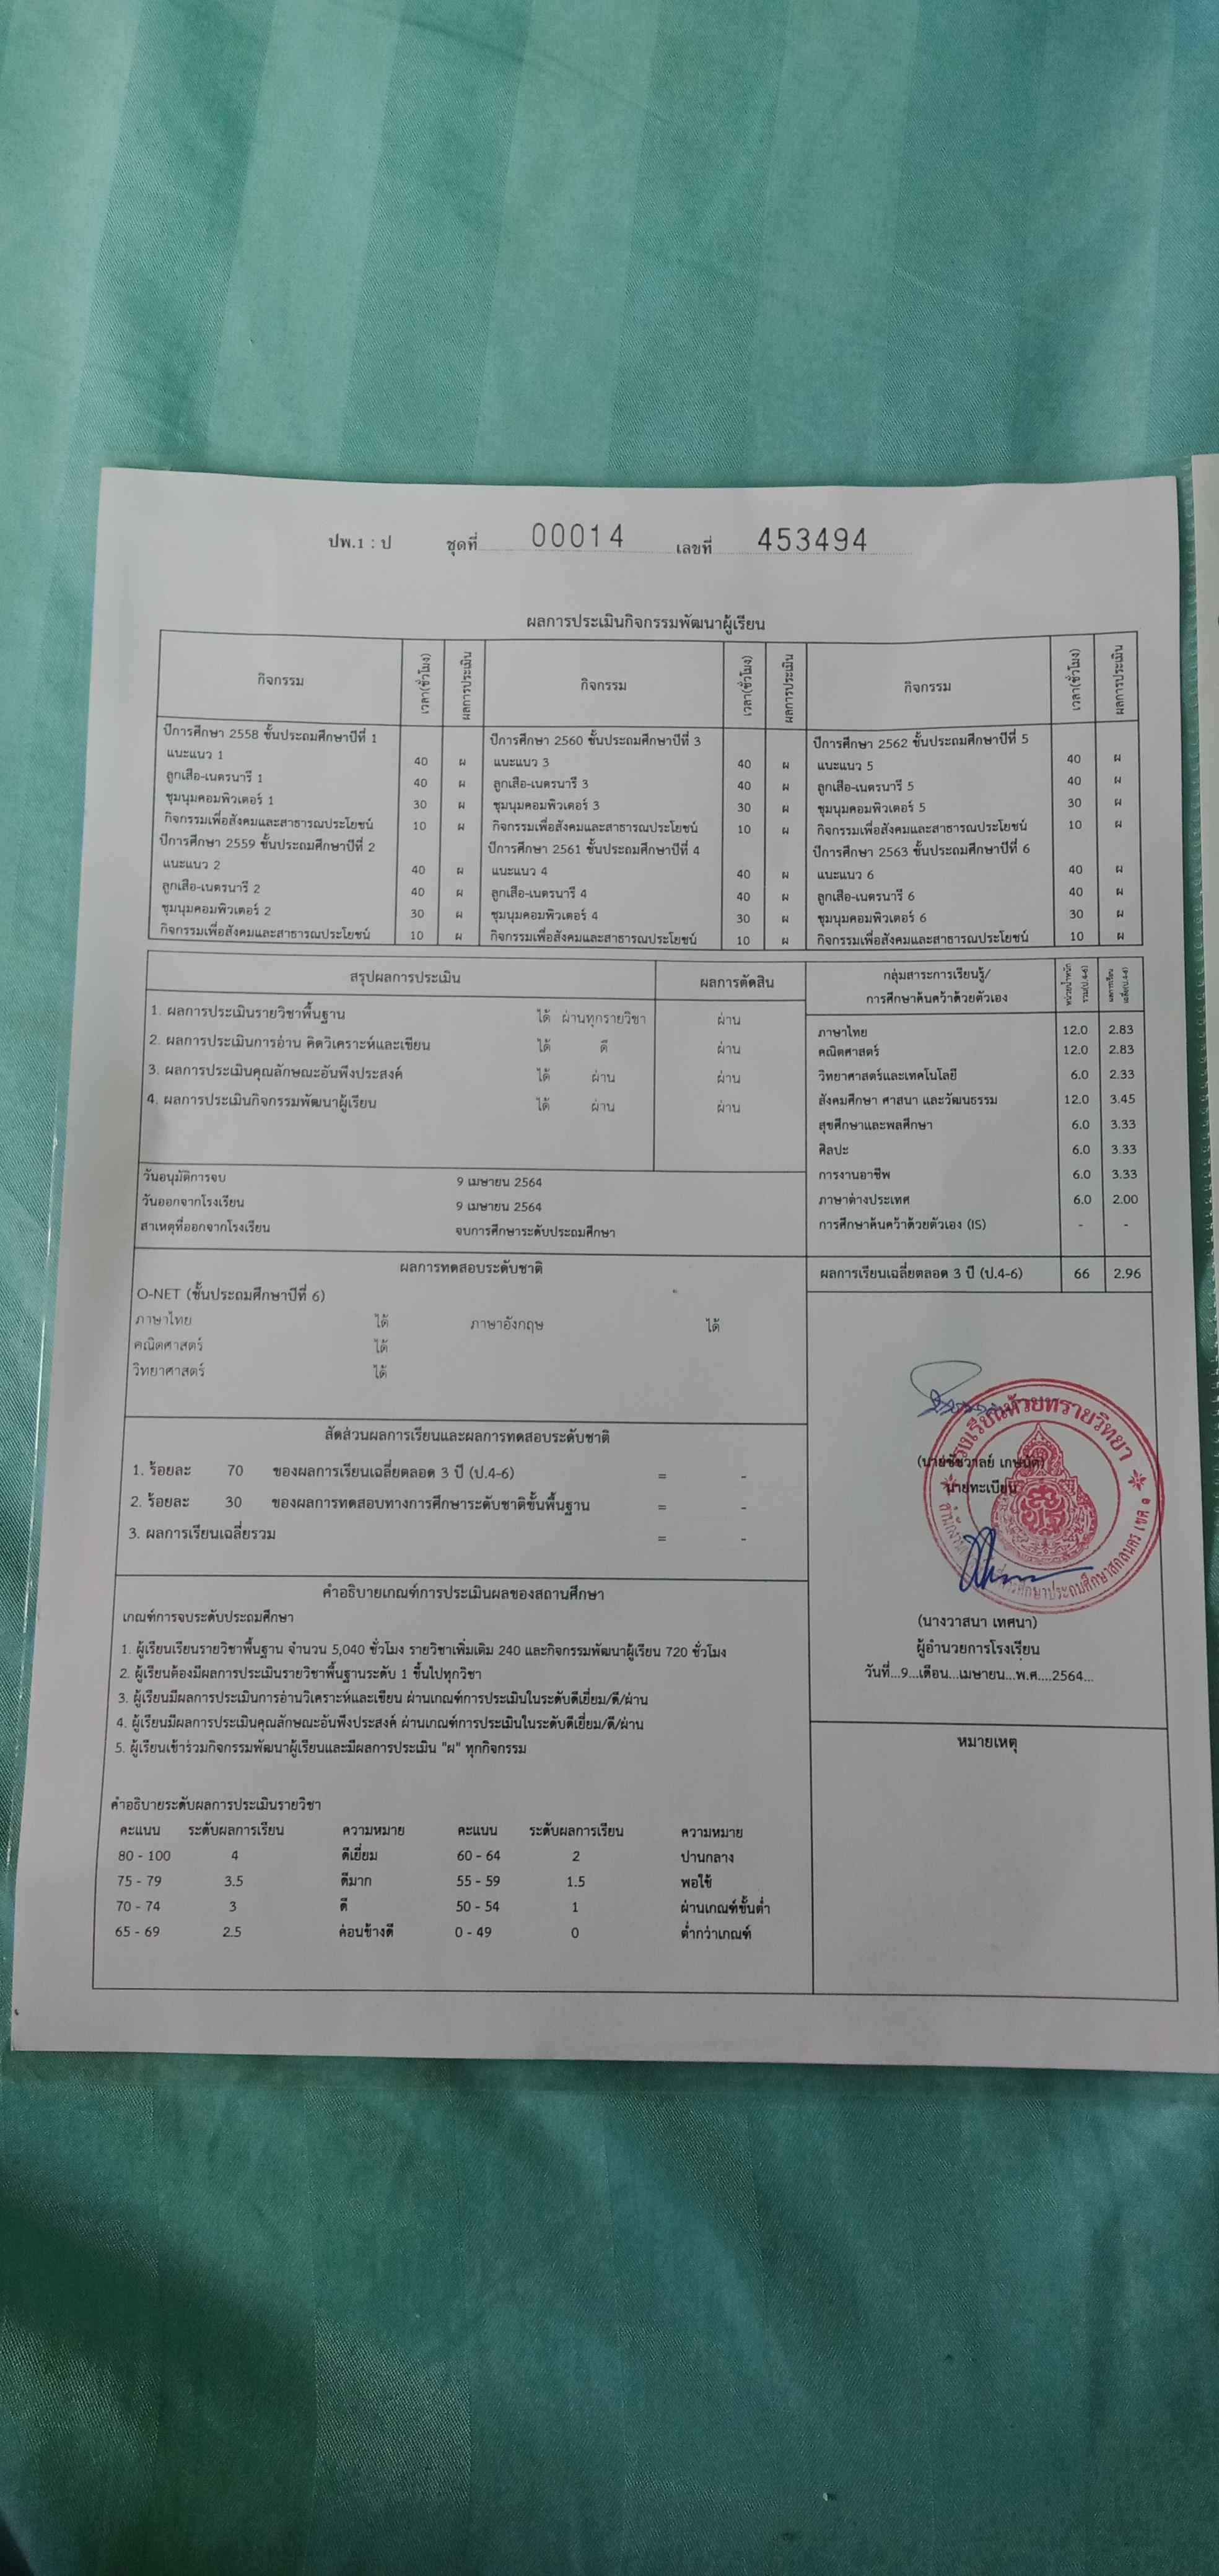 ปพ.1 : ป ชุดที่ 00014 เลขที่ 453494
ผลการประเมินกิจกรรมพัฒนาผู้เรียน
กิจกรรม เวลา(ชั่วโมง) ผลการประเมิน กิจกรรม เวลา(ชั่วโมง) ผลการประเมิน กิจกรรม เวลา(ชั่วโมง) ผลการประเมิน
ปีการศึกษา 2558 ชั้นประถมศึกษาปีที่ 1 ปีการศึกษา 2560 ชั้นประถมศึกษาปีที่ 3 ปีการศึกษา 2562 ชั้นประถมศึกษาปีที่ 5
แนะแนว 1 40 ผ แนะแนว 3 40 ผ แนะแนว 5 40 ผ
ลูกเสือ-เนตรนารี 1 40 ผ ลูกเสือ-เนตรนารี 3 40 ผ ลูกเสือ-เนตรนารี 5 40 ผ
ชุมนุมคอมพิวเตอร์ 1 30 ผ ชุมนุมคอมพิวเตอร์ 3 30 ผ ชุมนุมคอมพิวเตอร์ 5 30 ผ
กิจกรรมเพื่อสังคมและสาธารณประโยชน์ 10 ผ กิจกรรมเพื่อสังคมและสาธารณประโยชน์ 10 ผ กิจกรรมเพื่อสังคมและสาธารณประโยชน์ 10 ผ
ปีการศึกษา 2559 ชั้นประถมศึกษาปีที่ 2 ปีการศึกษา 2561 ชั้นประถมศึกษาปีที่ 4 ปีการศึกษา 2563 ชั้นประถมศึกษาปีที่ 6
แนะแนว 2 40 ผ แนะแนว 4 40 ผ แนะแนว 6 40 ผ
ลูกเสือ-เนตรนารี 2 40 ผ ลูกเสือ-เนตรนารี 4 40 ผ ลูกเสือ-เนตรนารี 6 40 ผ
ชุมนุมคอมพิวเตอร์ 2 30 ผ ชุมนุมคอมพิวเตอร์ 4 30 ผ ชุมนุมคอมพิวเตอร์ 6 30 ผ
กิจกรรมเพื่อสังคมและสาธารณประโยชน์ 10 ผ กิจกรรมเพื่อสังคมและสาธารณประโยชน์ 10 ผ กิจกรรมเพื่อสังคมและสาธารณประโยชน์ 10 ผ
สรุปผลการประเมิน ผลการตัดสิน
1. ผลการประเมินรายวิชาพื้นฐาน ได้ ผ่านทุกรายวิชา ผ่าน
2. ผลการประเมินการอ่าน คิดวิเคราะห์และเขียน ได้ ดี ผ่าน
3. ผลการประเมินคุณลักษณะอันพึงประสงค์ ได้ ผ่าน ผ่าน
4. ผลการประเมินกิจกรรมพัฒนาผู้เรียน ได้ ผ่าน ผ่าน
วันอนุมัติการจบ 9 เมษายน 2564
วันออกจากโรงเรียน 9 เมษายน 2564
สาเหตุที่ออกจากโรงเรียน จบการศึกษาระดับประถมศึกษา
กลุ่มสาระการเรียนรู้/
การศึกษาค้นคว้าด้วยตัวเอง
หน่วยน้ำหนัก
รวม(ป.4-6)
ผลการเรียน
เฉลี่ย(ป.4-6)
ภาษาไทย 12.0 2.83
คณิตศาสตร์ 12.0 2.83
วิทยาศาสตร์และเทคโนโลยี 6.0 2.33
สังคมศึกษา ศาสนา และวัฒนธรรม 12.0 3.45
สุขศึกษาและพลศึกษา 6.0 3.33
ศิลปะ 6.0 3.33
การงานอาชีพ 6.0 3.33
ภาษาต่างประเทศ 6.0 2.00
การศึกษาค้นคว้าด้วยตัวเอง (IS) - -
ผลการเรียนเฉลี่ยตลอด 3 ปี (ป.4-6) 66 2.96
ผลการทดสอบระดับชาติ
O-NET (ชั้นประถมศึกษาปีที่ 6)
ภาษาไทย ได้ ภาษาอังกฤษ ได้
คณิตศาสตร์ ได้
วิทยาศาสตร์ ได้
สัดส่วนผลการเรียนและผลการทดสอบระดับชาติ
1. ร้อยละ 70 ของผลการเรียนเฉลี่ยตลอด 3 ปี (ป.4-6) = -
2. ร้อยละ 30 ของผลการทดสอบทางการศึกษาระดับชาติขั้นพื้นฐาน = -
3. ผลการเรียนเฉลี่ยรวม = -
คำอธิบายเกณฑ์การประเมินผลของสถานศึกษา
เกณฑ์การจบระดับประถมศึกษา
1. ผู้เรียนเรียนรายวิชาพื้นฐาน จำนวน 5,040 ชั่วโมง รายวิชาเพิ่มเติม 240 และกิจกรรมพัฒนาผู้เรียน 720 ชั่วโมง
2. ผู้เรียนต้องมีผลการประเมินรายวิชาพื้นฐานระดับ 1 ขึ้นไปทุกวิชา
3. ผู้เรียนมีผลการประเมินการอ่านวิเคราะห์และเขียน ผ่านเกณฑ์การประเมินในระดับดีเยี่ยม/ดี/ผ่าน
4. ผู้เรียนมีผลการประเมินคุณลักษณะอันพึงประสงค์ ผ่านเกณฑ์การประเมินในระดับดีเยี่ยม/ดี/ผ่าน
5. ผู้เรียนเข้าร่วมกิจกรรมพัฒนาผู้เรียนและมีผลการประเมิน "ผ" ทุกกิจกรรม
คำอธิบายระดับผลการประเมินรายวิชา
คะแนน ระดับผลการเรียน ความหมาย คะแนน ระดับผลการเรียน ความหมาย
80 - 100 4 ดีเยี่ยม 60 - 64 2 ปานกลาง
75 - 79 3.5 ดีมาก 55 - 59 1.5 พอใช้
70 - 74 3 ดี 50 - 54 1 ผ่านเกณฑ์ขั้นต่ำ
65 - 69 2.5 ค่อนข้างดี 0 - 49 0 ต่ำกว่าเกณฑ์
โรงเรียนห้วยทรายวิทยา
นายทะเบียน
(นางวาสนา เทศนา)
ผู้อำนวยการโรงเรียน
วันที่...9...เดือน...เมษายน...พ.ศ....2564...
หมายเหตุ